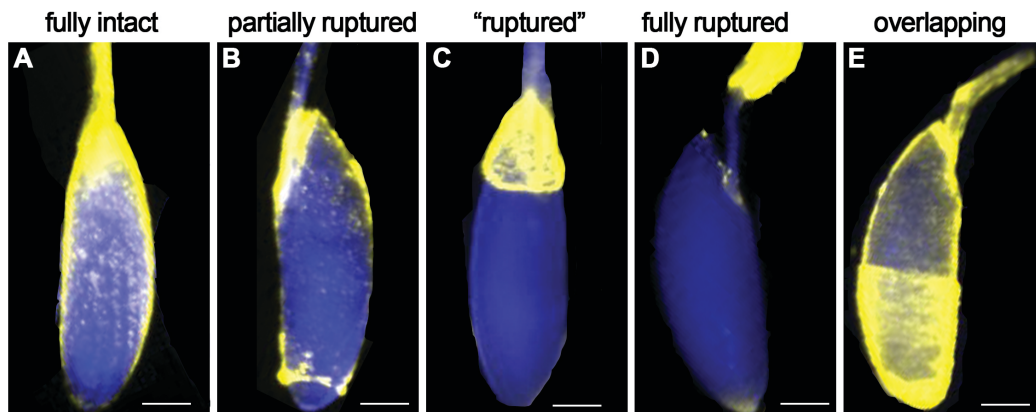 fully intact
partially ruptured
“ruptured”
fully ruptured
overlapping
A
B
C
D
E